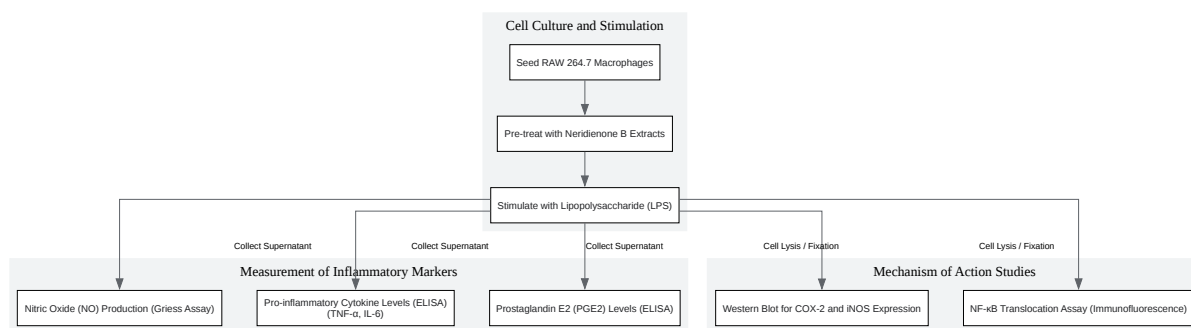 Cell Culture and Stimulation
Seed RAW 264.7 Macrophages
Pre-treat with Neridienone B Extracts
Stimulate with Lipopolysaccharide (LPS)
Collect Supernatant
Collect Supernatant
Collect Supernatant
Cell Lysis / Fixation
Cell Lysis / Fixation
Measurement of Inflammatory Markers
Mechanism of Action Studies
Nitric Oxide (NO) Production (Griess Assay)
Pro-inflammatory Cytokine Levels (ELISA)
(TNF-α, IL-6)
Prostaglandin E2 (PGE2) Levels (ELISA)
Western Blot for COX-2 and iNOS Expression
NF-κB Translocation Assay (Immunofluorescence)